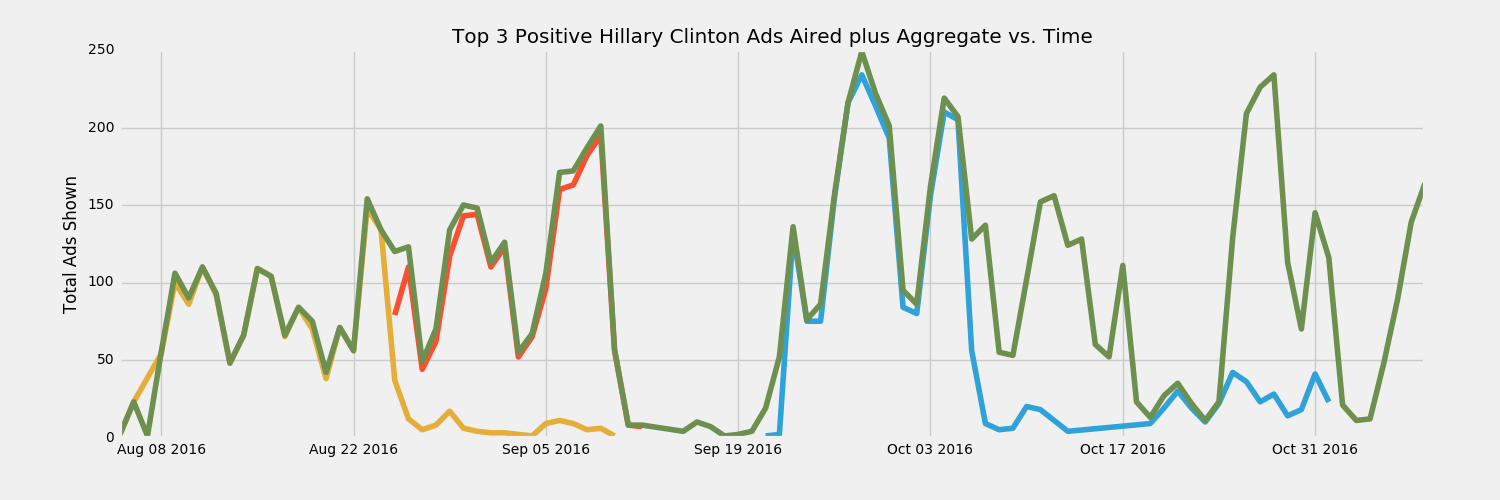 Top 3 Positive Hillary Clinton Ads Aired plus Aggregate vs. Time
250
200
150
100
50
0
Total Ads Shown
Aug 08 2016
Aug 22 2016
Sep 05 2016
Sep 19 2016
Oct 03 2016
Oct 17 2016
Oct 31 2016